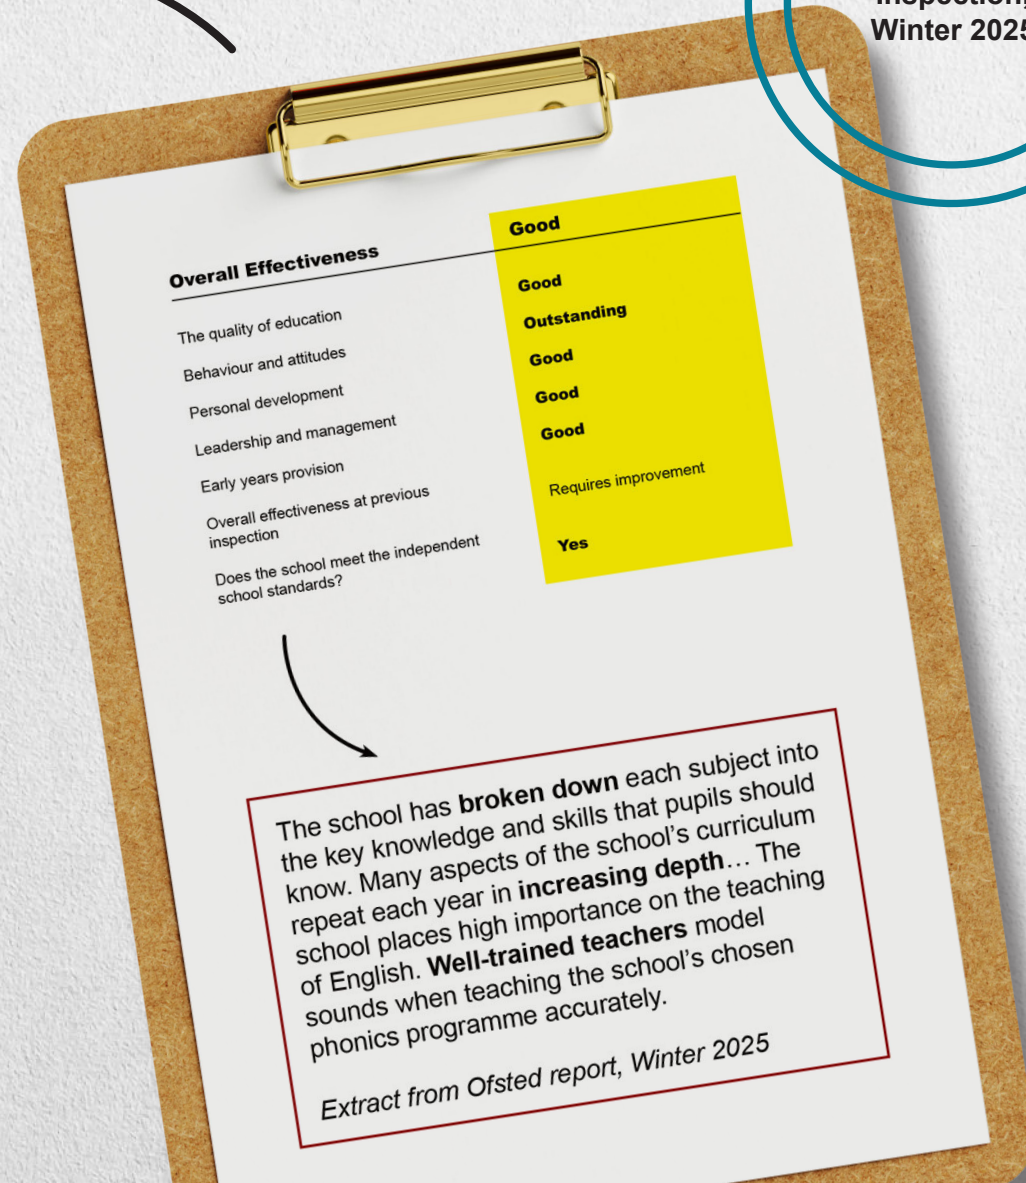 Winter 2025
Overall Effectiveness Good
The quality of education Good
Behaviour and attitudes Outstanding
Personal development Good
Leadership and management Good
Early years provision Good
Overall effectiveness at previous
inspection Requires improvement
Does the school meet the independent
school standards? Yes
The school has broken down each subject into
the key knowledge and skills that pupils should
know. Many aspects of the school’s curriculum
repeat each year in increasing depth… The
school places high importance on the teaching
of English. Well-trained teachers model
sounds when teaching the school’s chosen
phonics programme accurately.
Extract from Ofsted report, Winter 2025